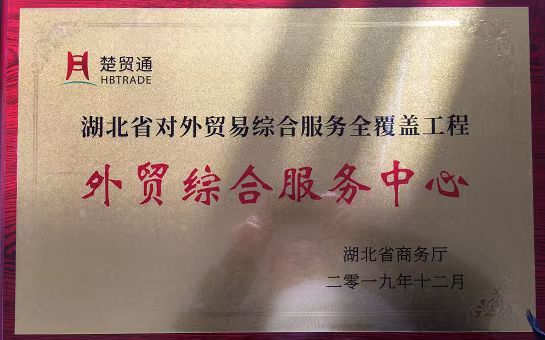 楚贸通
HBTRADE
湖北省对外贸易综合服务全覆盖工程
外贸综合服务中心
湖北省商务厅
二零一九年十二月